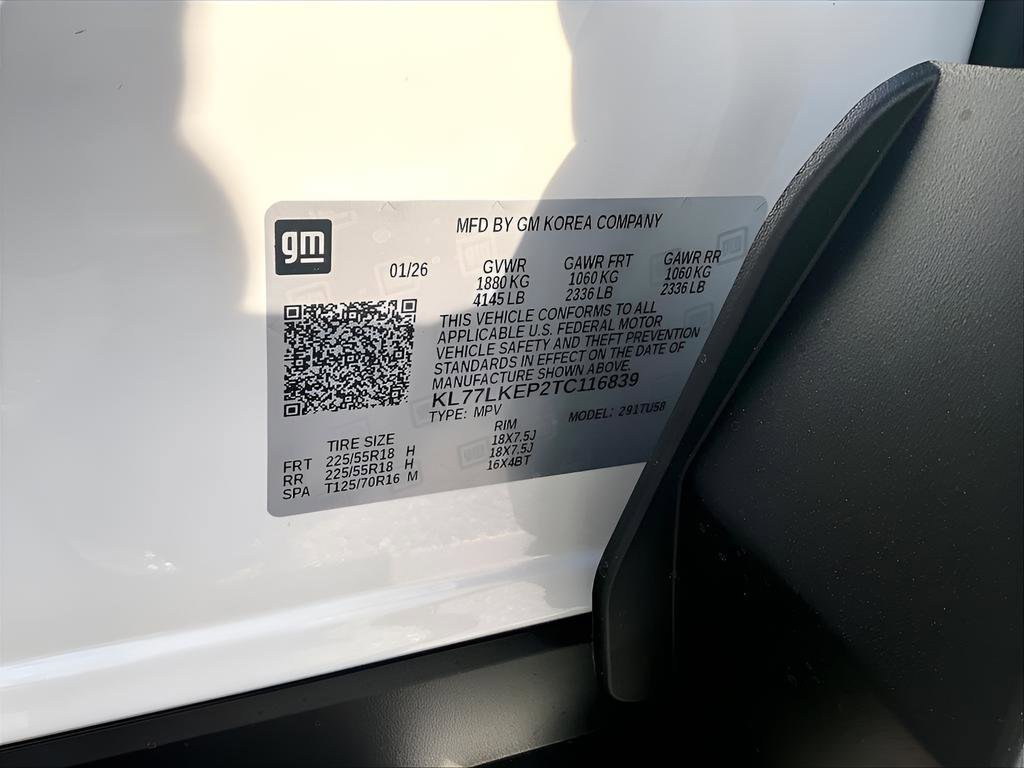 gm
MFD BY GM KOREA COMPANY
01/26 GVWR GAWR FRT GAWR RR
1880 KG 1060 KG 1060 KG
4145 LB 2336 LB 2336 LB
THIS VEHICLE CONFORMS TO ALL
APPLICABLE U.S. FEDERAL MOTOR
VEHICLE SAFETY AND THEFT PREVENTION
STANDARDS IN EFFECT ON THE DATE OF
MANUFACTURE SHOWN ABOVE.
KL77LKEP2TC116839
TYPE: MPV MODEL: 291TU58
TIRE SIZE RIM
FRT 225/55R18 H 18X7.5J
RR 225/55R18 H 18X7.5J
SPA T125/70R16 M 16X4BT